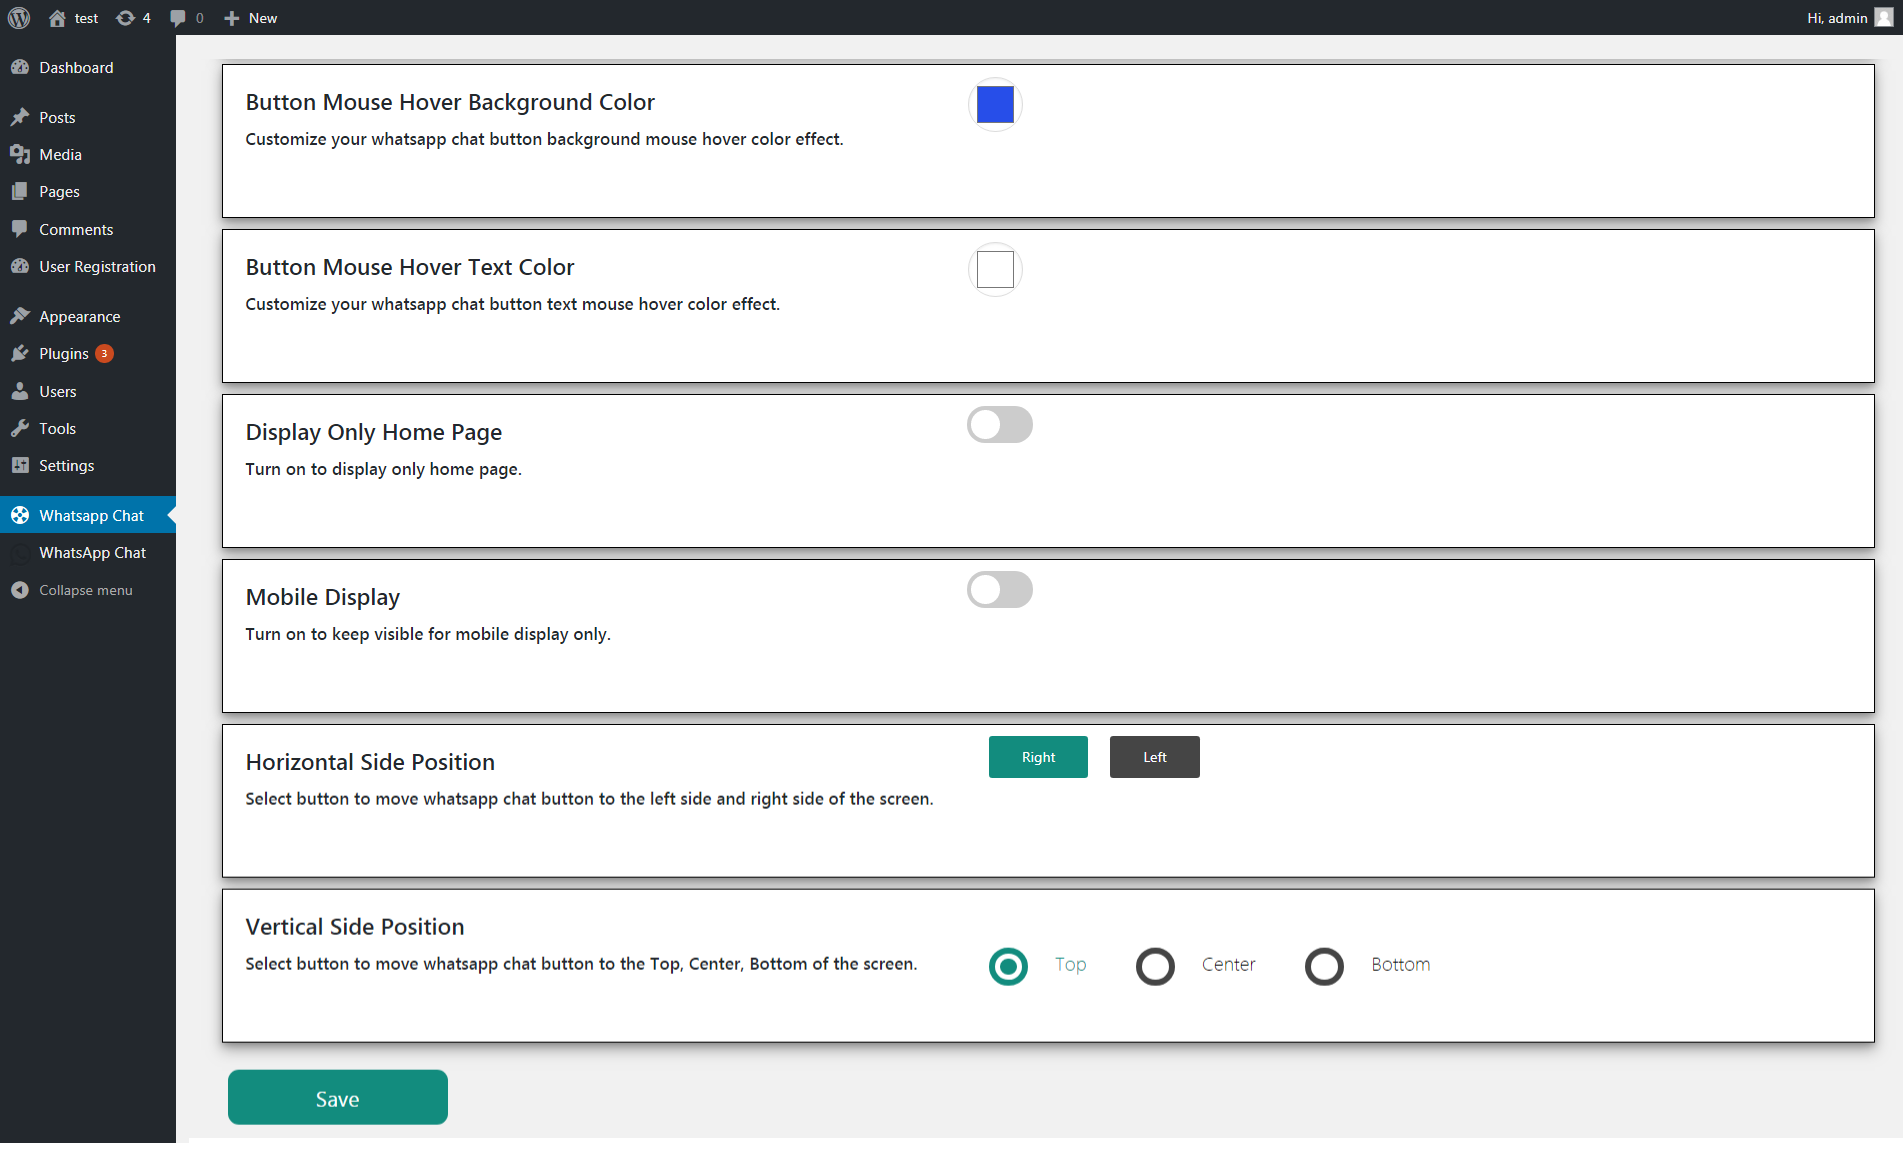 test 4 0 New Hi, admin
Dashboard
Posts
Media
Pages
Comments
User Registration
Appearance
Plugins 3
Users
Tools
Settings
Whatsapp Chat
WhatsApp Chat
Collapse menu
Button Mouse Hover Background Color
Customize your whatsapp chat button background mouse hover color effect.
Button Mouse Hover Text Color
Customize your whatsapp chat button text mouse hover color effect.
Display Only Home Page
Turn on to display only home page.
Mobile Display
Turn on to keep visible for mobile display only.
Horizontal Side Position
Right Left
Select button to move whatsapp chat button to the left side and right side of the screen.
Vertical Side Position
Select button to move whatsapp chat button to the Top, Center, Bottom of the screen.
Top Center Bottom
Save